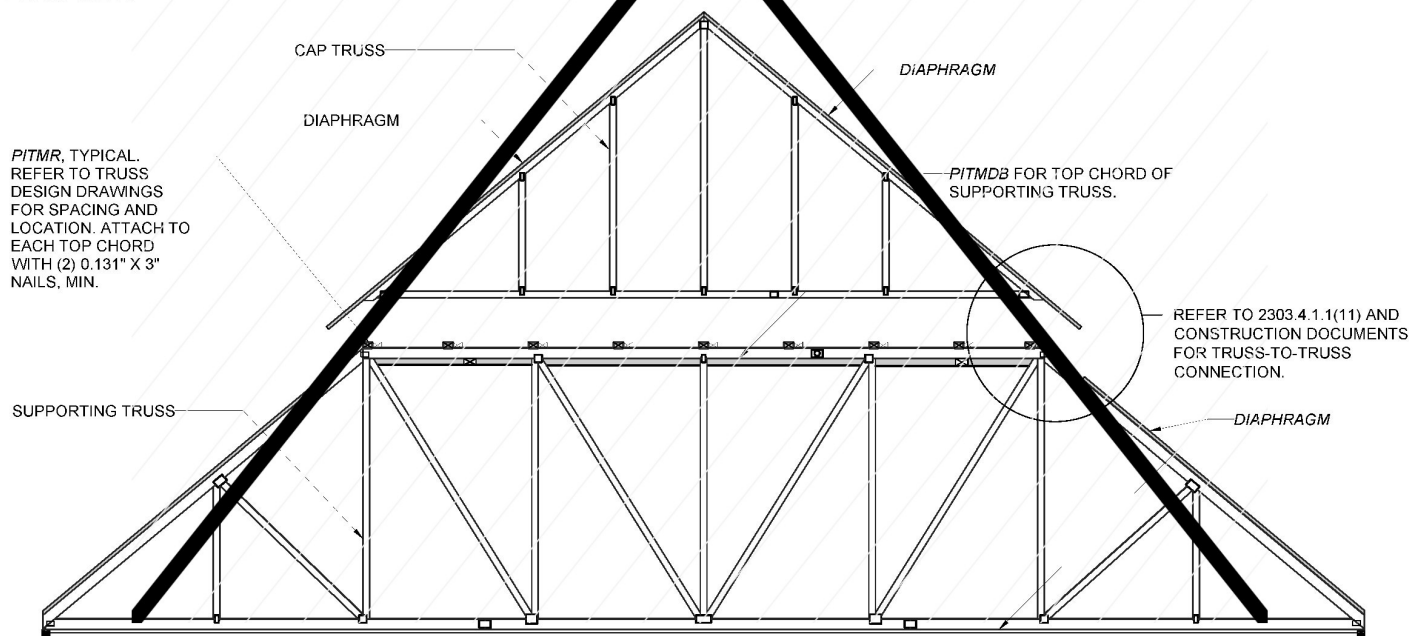 CAP TRUSS
DIAPHRAGM
DIAPHRAGM
PITMR, TYPICAL.
REFER TO TRUSS
DESIGN DRAWINGS
FOR SPACING AND
LOCATION. ATTACH TO
EACH TOP CHORD
WITH (2) 0.131" X 3"
NAILS, MIN.
PITMDB FOR TOP CHORD OF
SUPPORTING TRUSS.
REFER TO 2303.4.1.1(11) AND
CONSTRUCTION DOCUMENTS
FOR TRUSS-TO-TRUSS
CONNECTION.
SUPPORTING TRUSS
DIAPHRAGM